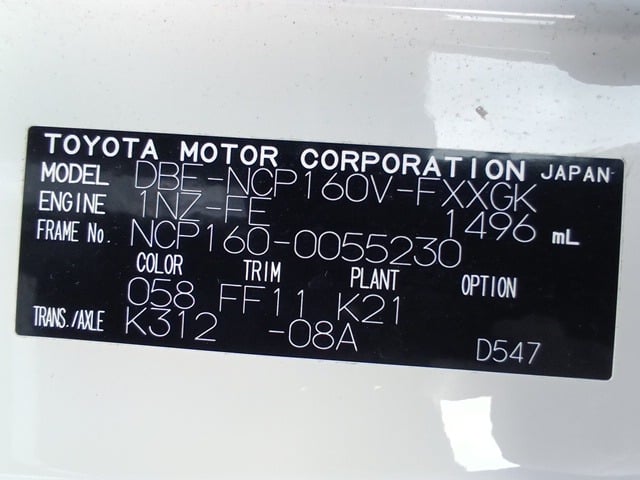 TOYOTA MOTOR CORPORATION JAPAN
MODEL DBE-NCP160V-FXXGK
ENGINE 1NZ-FE 1496 mL
FRAME No. NCP160-0055230
COLOR TRIM PLANT OPTION
058 FF11 K21
TRANS./AXLE K312 -08A
D547